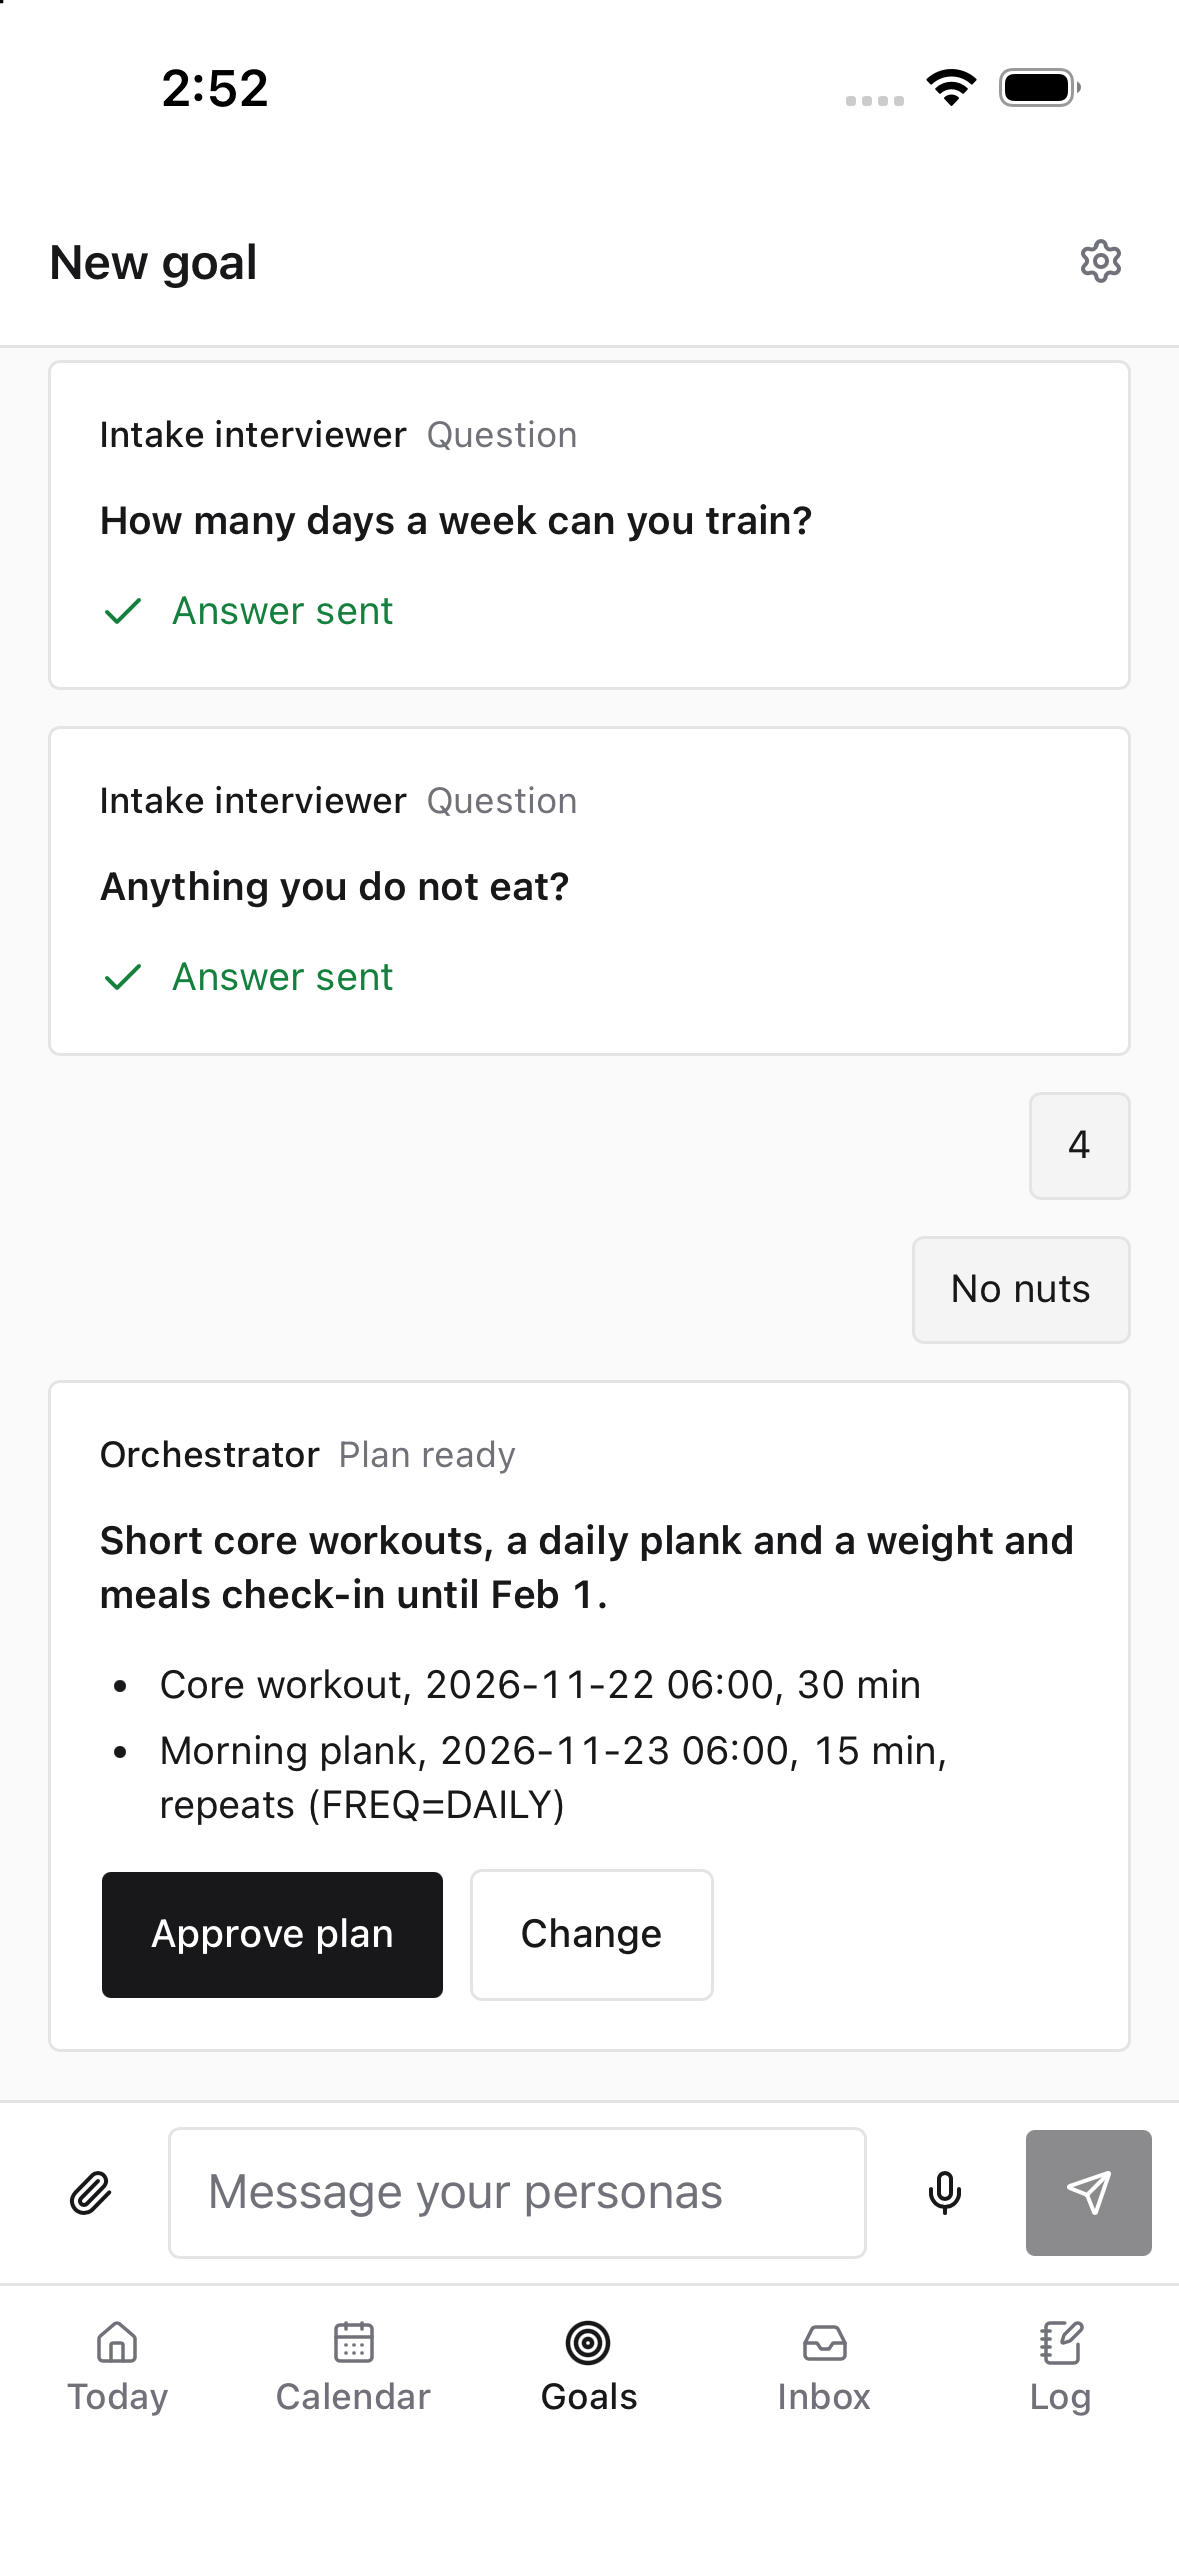 2:52
New goal
Intake interviewer Question
How many days a week can you train?
Answer sent
Intake interviewer Question
Anything you do not eat?
Answer sent
4
No nuts
Orchestrator Plan ready
Short core workouts, a daily plank and a weight and
meals check-in until Feb 1.
• Core workout, 2026-11-22 06:00, 30 min
• Morning plank, 2026-11-23 06:00, 15 min,
repeats (FREQ=DAILY)
Approve plan Change
Message your personas
Today Calendar Goals Inbox Log